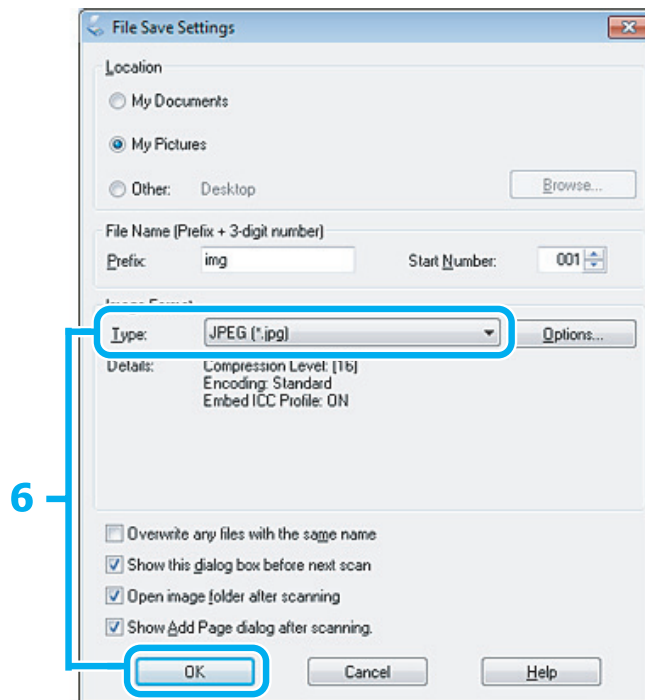 File Save Settings
Location
My Documents
My Pictures
Other: Desktop Browse...
File Name (Prefix + 3-digit number)
Prefix: img Start Number: 001
Image Format
Type: JPEG (*.jpg) Options...
Details: Compression Level: [16]
Encoding: Standard
Embed ICC Profile: ON
6
Overwrite any files with the same name
Show this dialog box before next scan
Open image folder after scanning
Show Add Page dialog after scanning.
OK Cancel Help